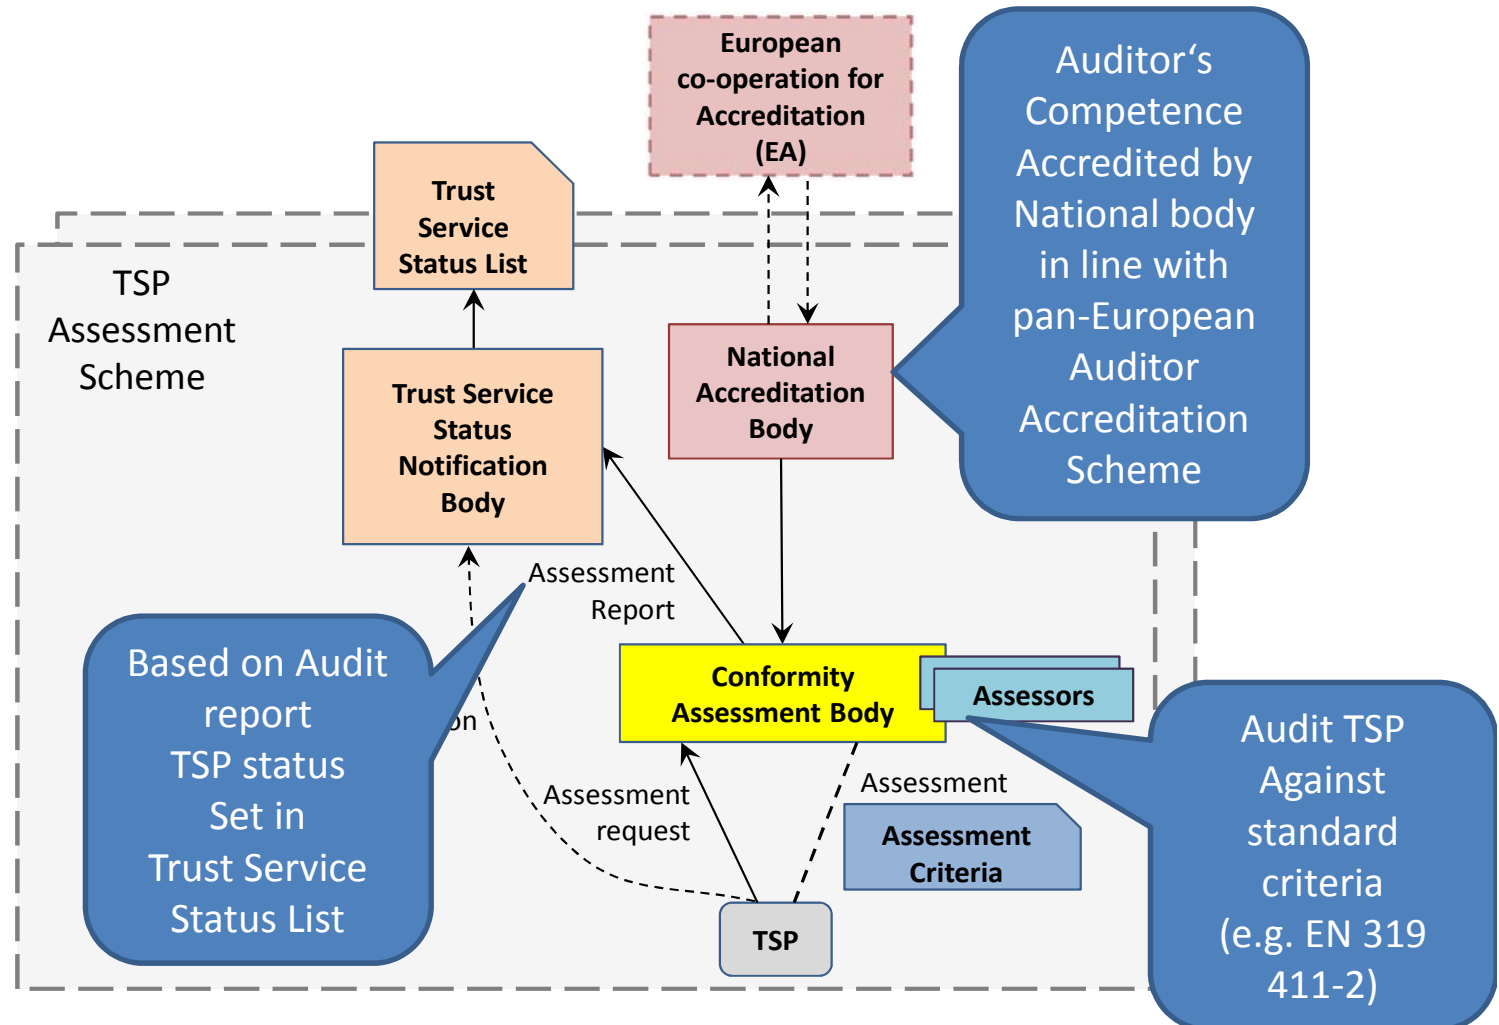 European
co-operation for
Accreditation
(EA)
Auditor‘s
Competence
Accredited by
National body
in line with
pan-European
Auditor
Accreditation
Scheme
Trust
Service
Status List
TSP
Assessment
Scheme
National
Accreditation
Body
Trust Service
Status
Notification
Body
Assessment
Report
Based on Audit
report
TSP status
Set in
Trust Service
Status List
Conformity
Assessment Body
Assessors
Audit TSP
Against
standard
criteria
(e.g. EN 319
411-2)
Assessment
request
Assessment
Assessment
Criteria
TSP